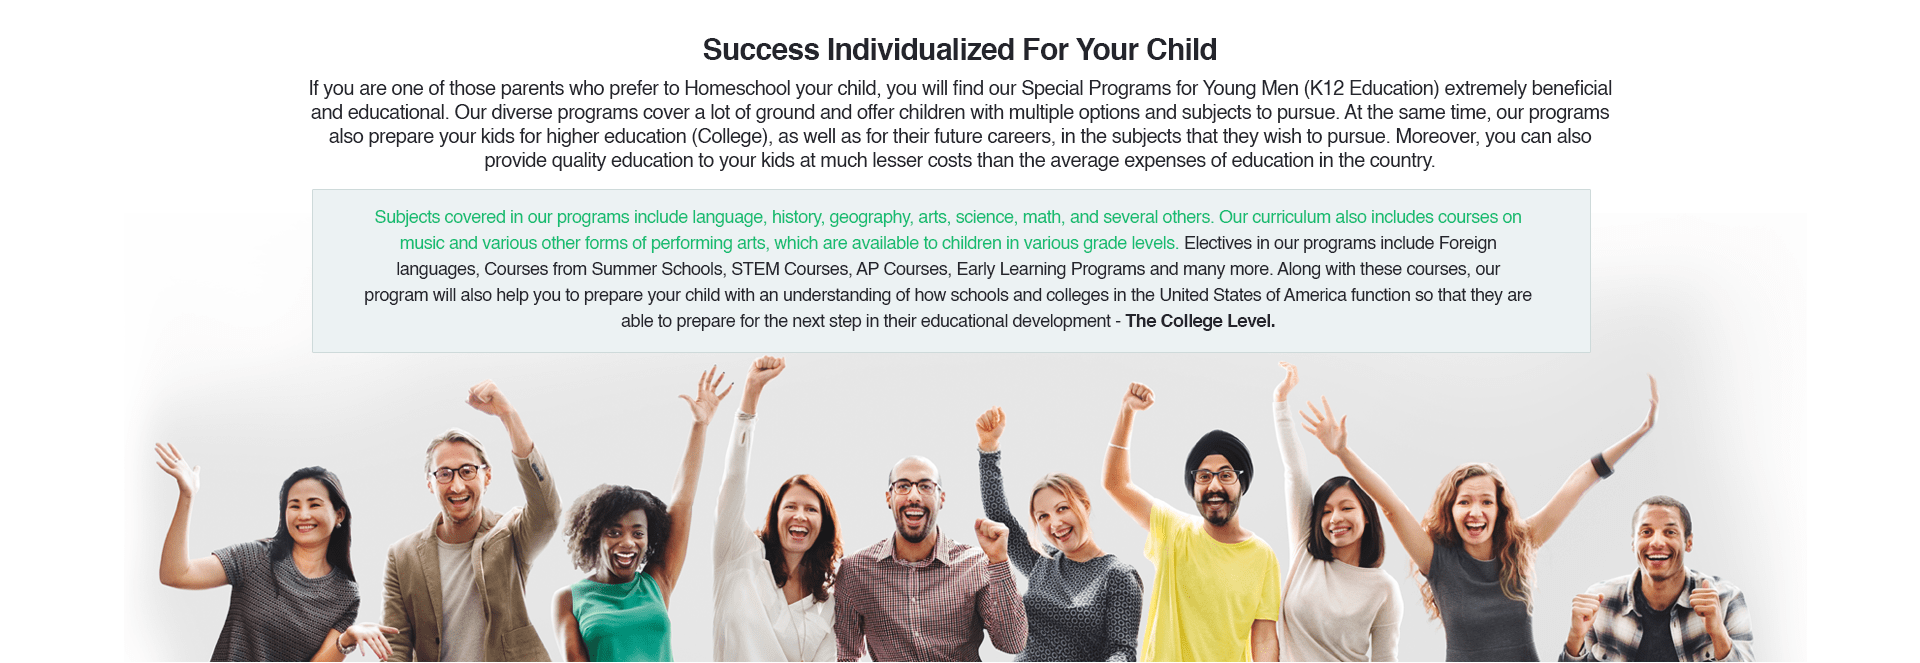 Success Individualized For Your Child
If you are one of those parents who prefer to Homeschool your child, you will find our Special Programs for Young Men (K12 Education) extremely beneficial
and educational. Our diverse programs cover a lot of ground and offer children with multiple options and subjects to pursue. At the same time, our programs
also prepare your kids for higher education (College), as well as for their future careers, in the subjects that they wish to pursue. Moreover, you can also
provide quality education to your kids at much lesser costs than the average expenses of education in the country.
Subjects covered in our programs include language, history, geography, arts, science, math, and several others. Our curriculum also includes courses on
music and various other forms of performing arts, which are available to children in various grade levels. Electives in our programs include Foreign
languages, Courses from Summer Schools, STEM Courses, AP Courses, Early Learning Programs and many more. Along with these courses, our
program will also help you to prepare your child with an understanding of how schools and colleges in the United States of America function so that they are
able to prepare for the next step in their educational development - The College Level.